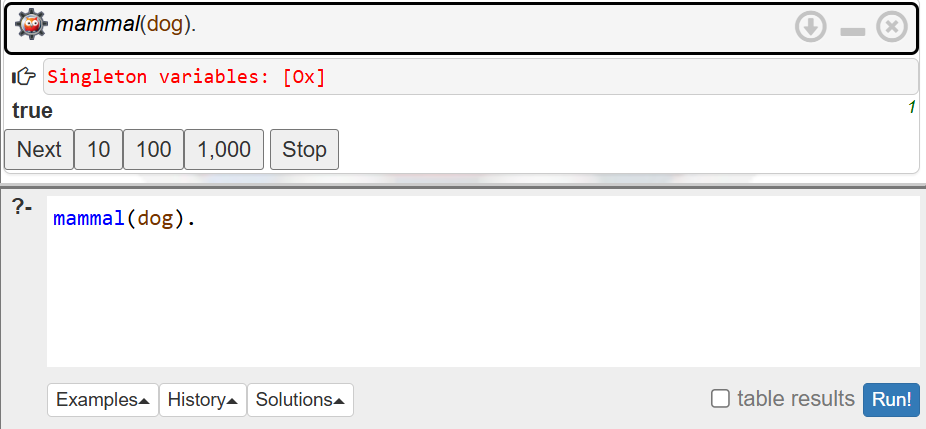 mammal(dog).
Singleton variables: [Ox]
true 1
Next 10 100 1,000 Stop
?- mammal(dog).
Examples History Solutions table results Run!